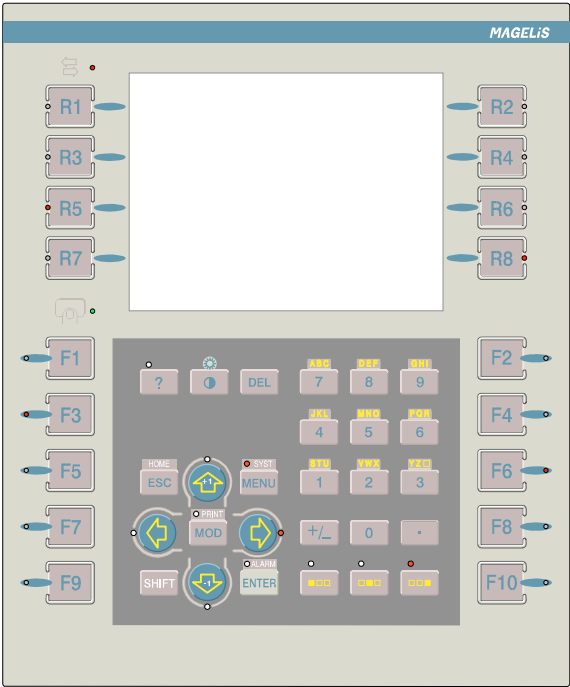 MAGELiS
R1 R2
R3 R4
R5 R6
R7 R8
F1 F2
ABC DEF GHI
? DEL 7 8 9
F3 F4
JKL MNO PQR
4 5 6
F5 F6
HOME SYST STU VWX YZ□
ESC +1 MENU 1 2 3
PRINT
F7 MOD +/_ 0 . F8
ALARM
F9 SHIFT -1 ENTER F10